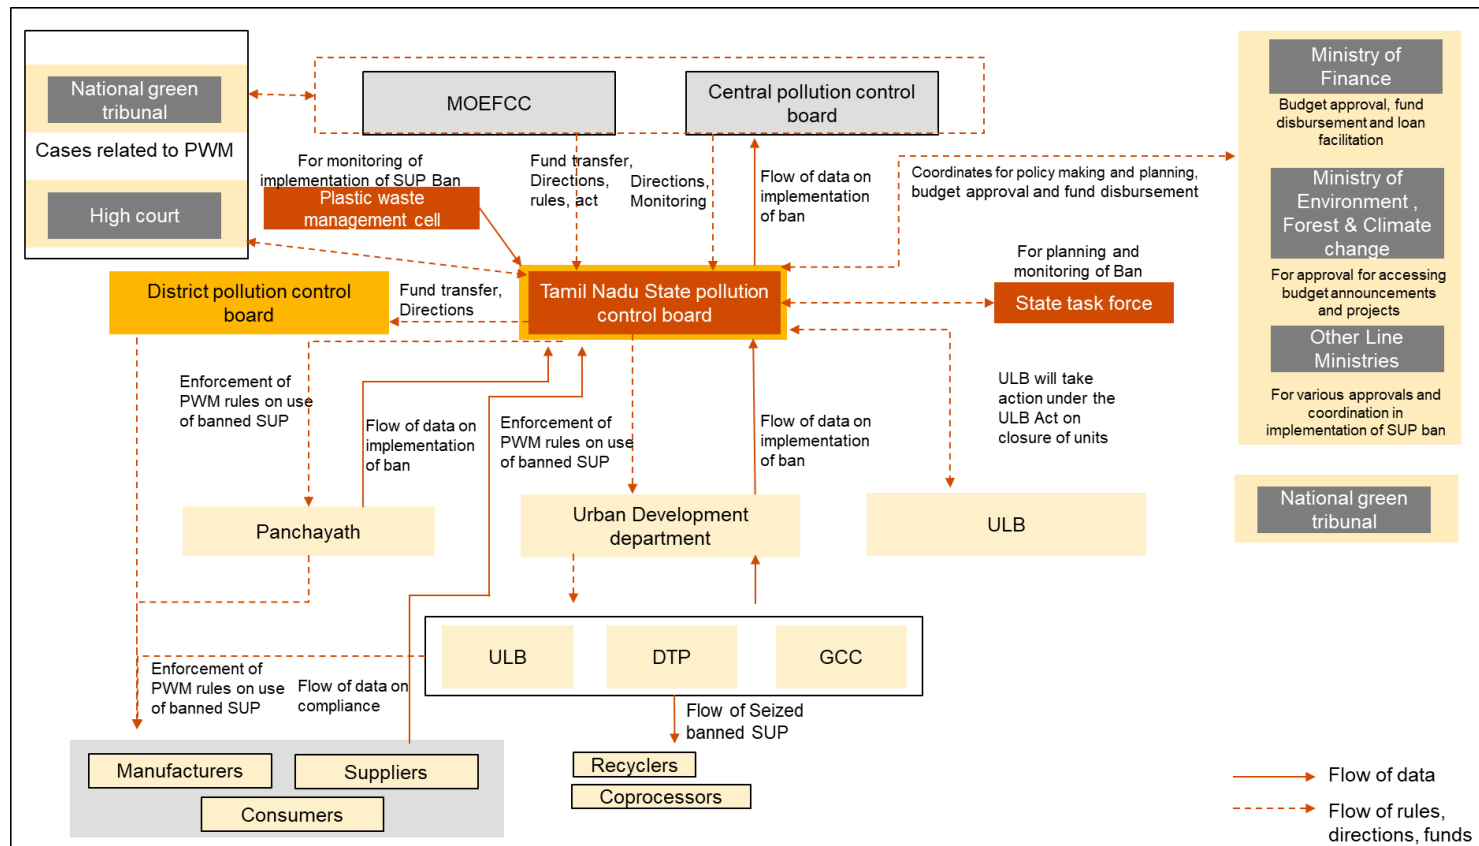 National green
tribunal
Cases related to PWM
High court
MOEFCC
Central pollution control
board
Ministry of
Finance
Budget approval, fund
disbursement and loan
facilitation
Ministry of
Environment ,
Forest & Climate
change
For approval for accessing
budget announcements
and projects
Other Line
Ministries
For various approvals and
coordination in
implementation of SUP ban
National green
tribunal
For monitoring of
implementation of SUP Ban
Plastic waste
management cell
Fund transfer,
Directions,
rules, act
Directions,
Monitoring
Flow of data on
implementation
of ban
Coordinates for policy making and planning,
budget approval and fund disbursement
For planning and
monitoring of Ban
State task force
District pollution control
board
Fund transfer,
Directions
Tamil Nadu State pollution
control board
Enforcement of
PWM rules on use
of banned SUP
Flow of data on
implementation
of ban
Enforcement of
PWM rules on use
of banned SUP
Flow of data on
implementation
of ban
ULB will take
action under the
ULB Act on
closure of units
Panchayath
Urban Development
department
ULB
ULB
DTP
GCC
Enforcement of
PWM rules on use
of banned SUP
Flow of data on
compliance
Flow of Seized
banned SUP
Manufacturers
Suppliers
Consumers
Recyclers
Coprocessors
Flow of data
Flow of rules,
directions, funds